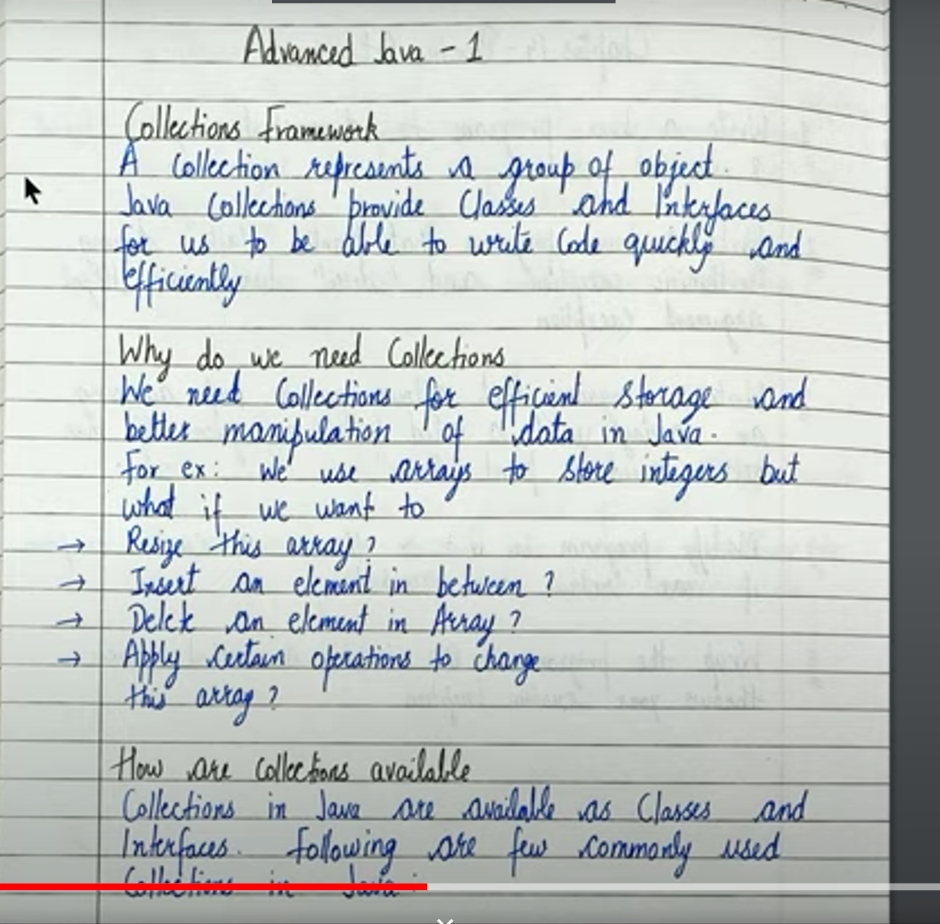 Advanced Java - 1
Collections Framework
A Collection represents a group of object.
Java Collections provide Classes and Interfaces
for us to be able to write Code quickly and
efficiently
Why do we need Collections
We need Collections for efficient storage and
better manipulation of data in Java.
For ex: We use arrays to store integers but
what if we want to
→ Resize this array?
→ Insert an element in between?
→ Delete an element in Array?
→ Apply Certain operations to change
this array?
How are Collections available
Collections in Java are available as Classes and
Interfaces. Following are few commonly used
Collections in Java: